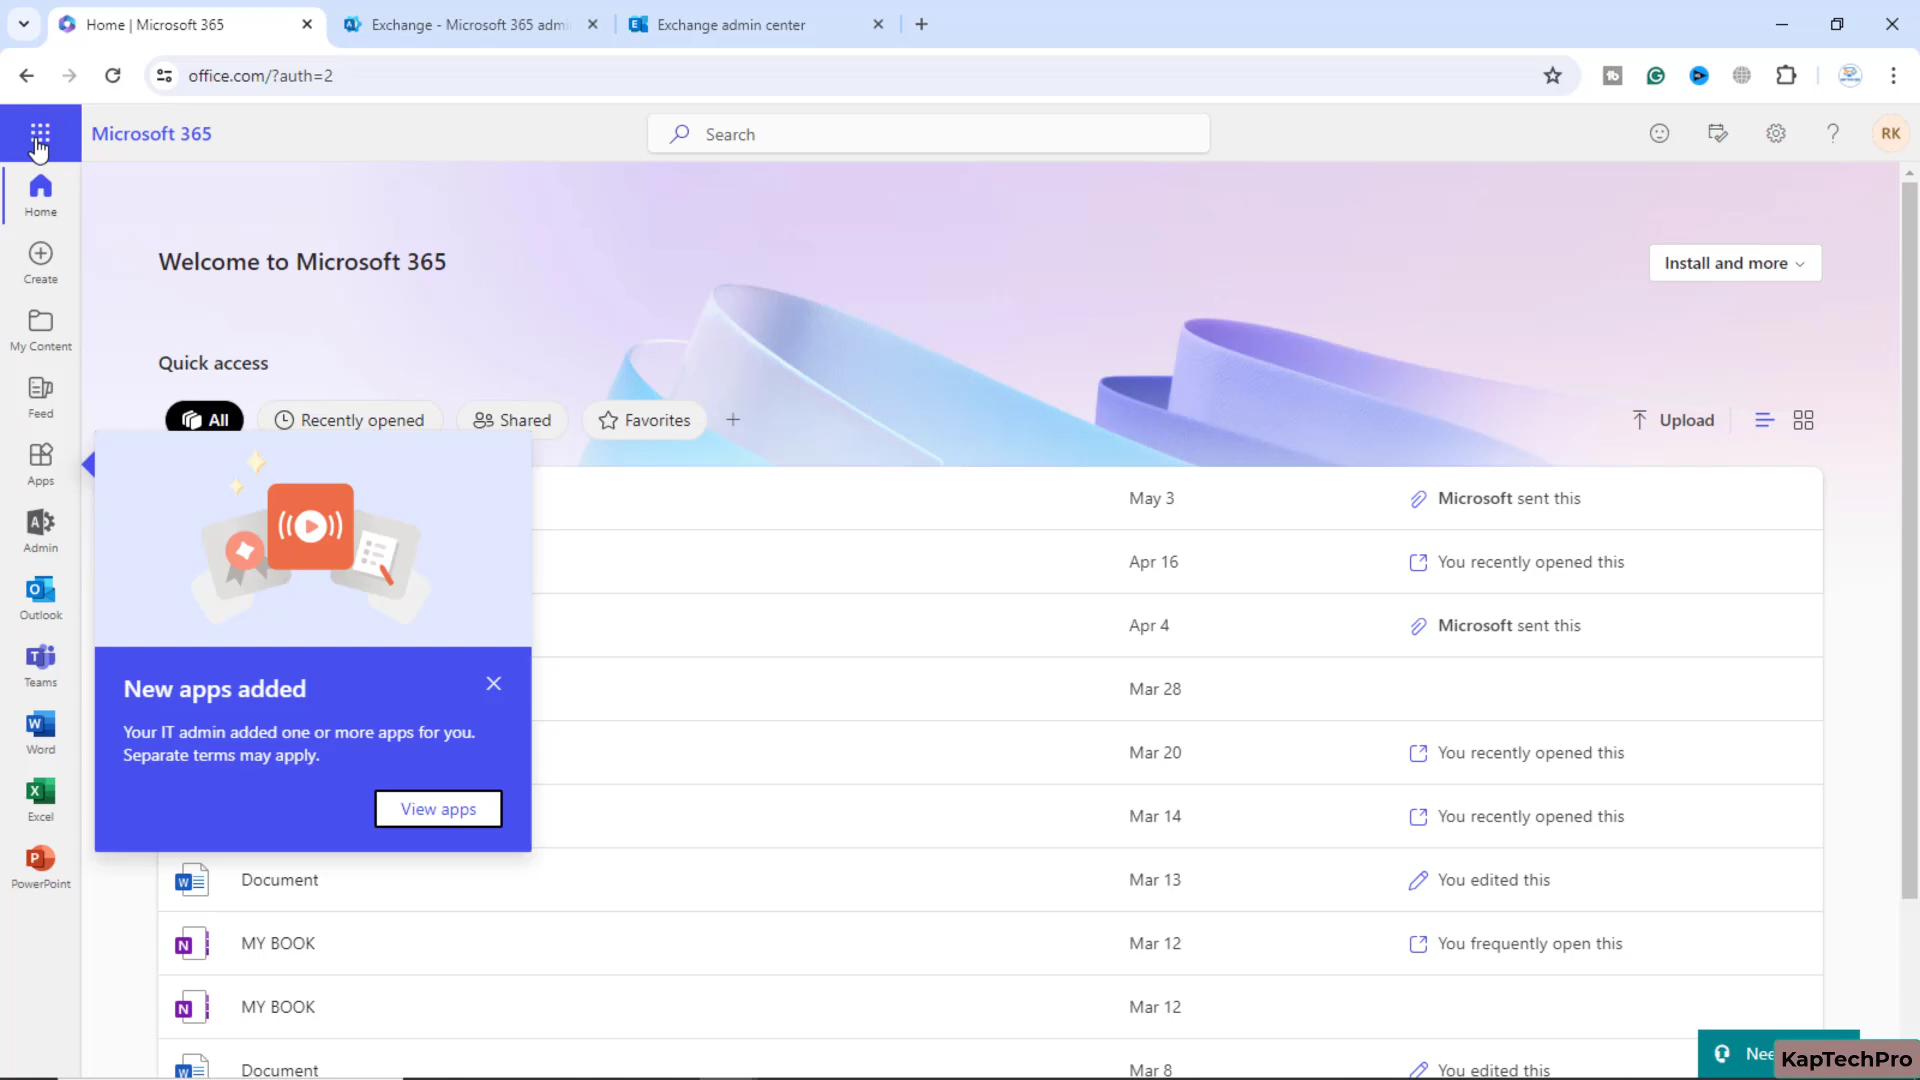 Home | Microsoft 365
Exchange - Microsoft 365 admi
Exchange admin center
office.com/?auth=2
Microsoft 365
Search
RK
Home
Create
My Content
Feed
Apps
Admin
Outlook
Teams
Word
Excel
PowerPoint
Welcome to Microsoft 365
Install and more
Quick access
All
Recently opened
Shared
Favorites
Upload
May 3
Microsoft sent this
Apr 16
You recently opened this
Apr 4
Microsoft sent this
Mar 28
Mar 20
You recently opened this
Mar 14
You recently opened this
New apps added
Your IT admin added one or more apps for you.
Separate terms may apply.
View apps
Document
Mar 13
You edited this
MY BOOK
Mar 12
You frequently open this
MY BOOK
Mar 12
Document
Mar 8
You edited this
KapTechPro